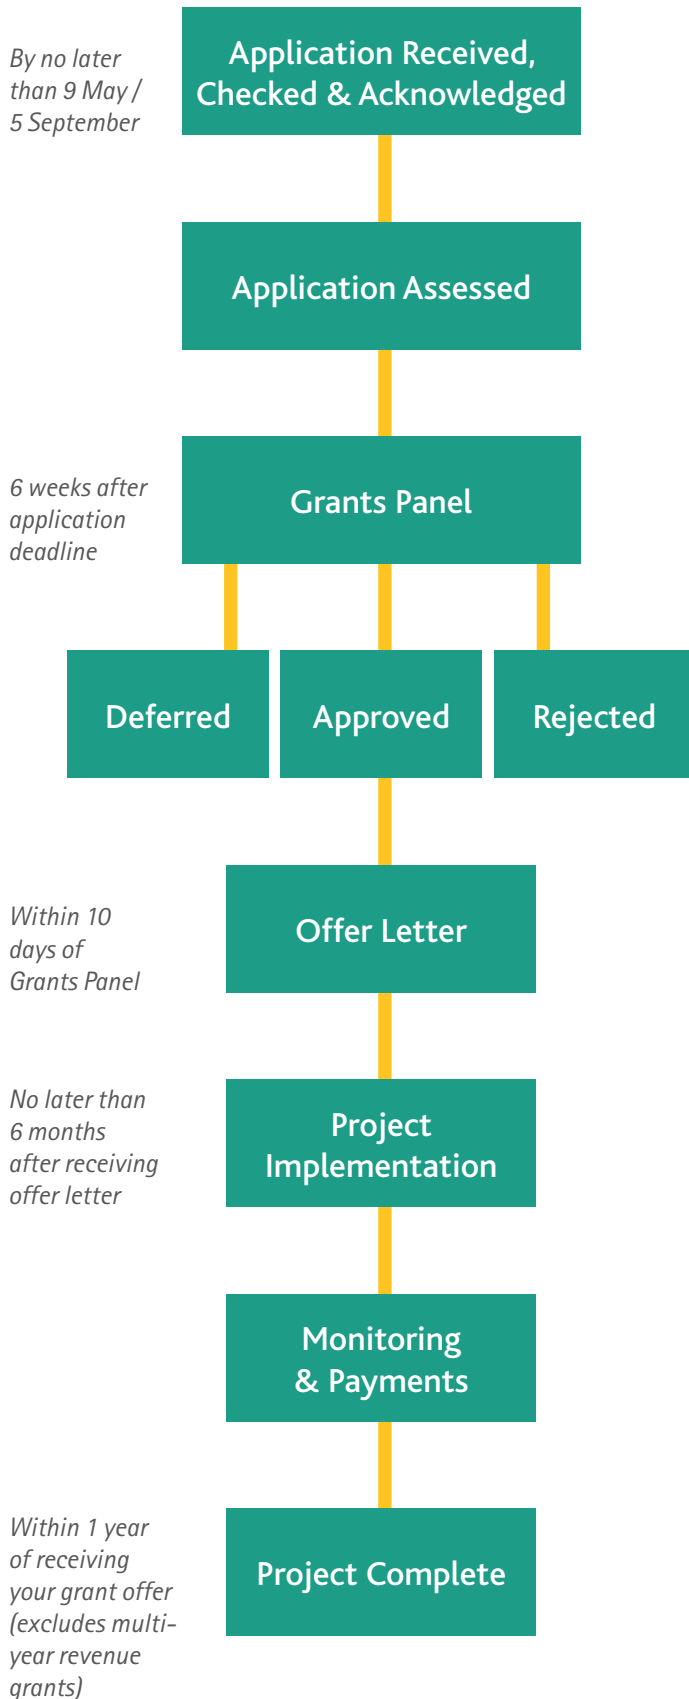 By no later
than 9 May /
5 September
Application Received,
Checked & Acknowledged
Application Assessed
6 weeks after
application
deadline
Grants Panel
Deferred
Approved
Rejected
Within 10
days of
Grants Panel
Offer Letter
No later than
6 months
after receiving
offer letter
Project
Implementation
Monitoring
& Payments
Within 1 year
of receiving
your grant offer
(excludes multi-
year revenue
grants)
Project Complete